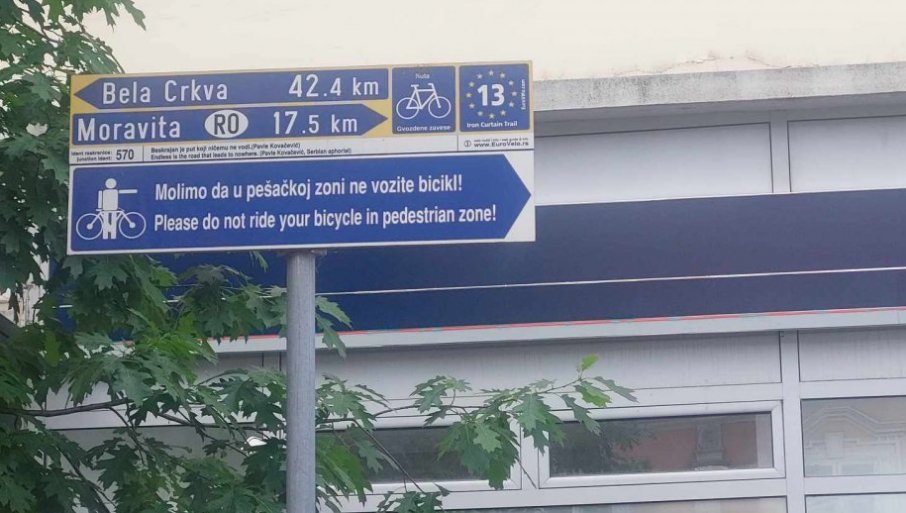 Bela Crkva 42.4 km
Moravita RO 17.5 km
Ruta
Gvozdene zavese
13
EuroVelo
Iron Curtain Trail
570
Beskrajan je put koji ničemu ne vodi.(Pavle Kovačević)
Endless is the road that leads to nowhere. (Pavle Kovačević, Serbian aphorist)
www.EuroVelo.rs
Molimo da u pešačkoj zoni ne vozite bicikl!
Please do not ride your bicycle in pedestrian zone!